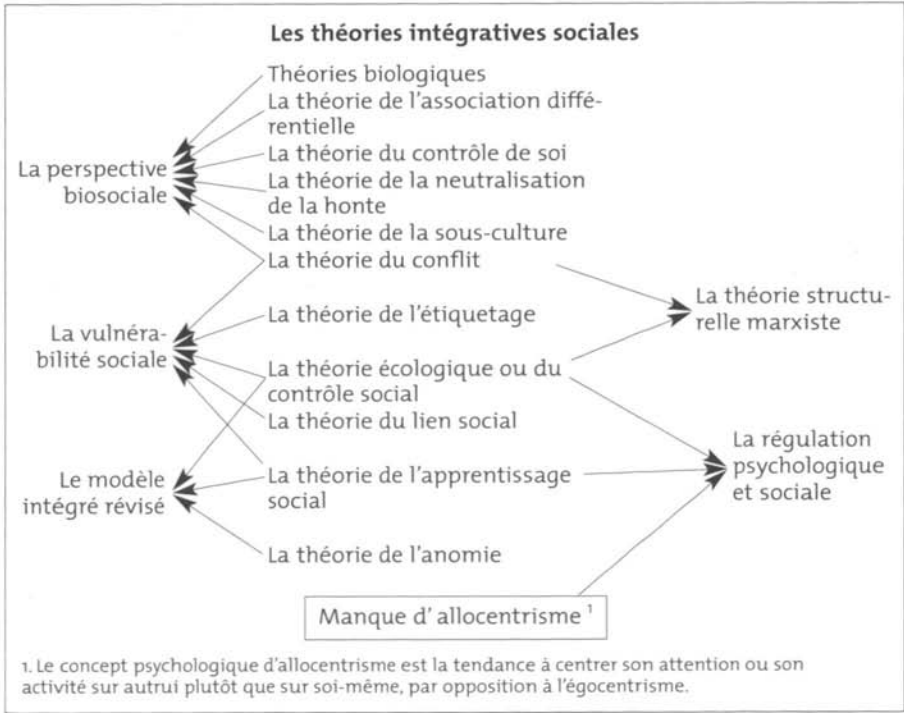 Les théories intégratives sociales
Théories biologiques
La théorie de l'association diffé-
rentielle
La théorie du contrôle de soi
La théorie de la neutralisation
de la honte
La théorie de la sous-culture
La théorie du conflit
La théorie de l'étiquetage
La théorie écologique ou du
contrôle social
La théorie du lien social
La théorie de l'apprentissage
social
La théorie de l'anomie
La perspective
biosociale
La vulnéra-
bilité sociale
Le modèle
intégré révisé
La théorie structu-
relle marxiste
La régulation
psychologique
et sociale
Manque d'allocentrisme 1
1. Le concept psychologique d'allocentrisme est la tendance à centrer son attention ou son
activité sur autrui plutôt que sur soi-même, par opposition à l'égocentrisme.